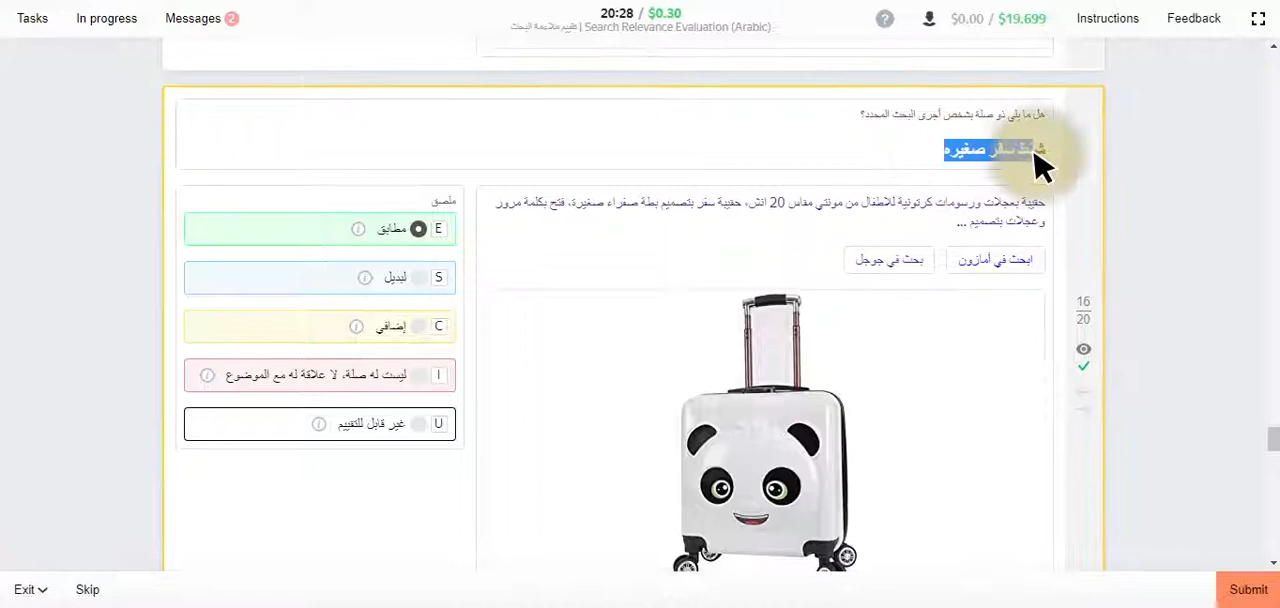 Tasks
In progress
Messages 2
20:28 / $0.30
تقييم ملاءمة البحث | Search Relevance Evaluation (Arabic)
$0.00 / $19.699
Instructions
Feedback
هل ما يلي ذو صلة بشخص أجرى البحث المحدد؟
شنط سفر صغيره
حقيبة بعجلات ورسومات كرتونية للاطفال من مونتي مقاس 20 انش، حقيبة سفر بتصميم بطة صفراء صغيرة، فتح بكلمة مرور
وعجلات بتصميم ...
ابحث في أمازون
بحث في جوجل
ملصق
E مطابق
S لبديل
C إضافي
I ليست له صلة، لا علاقة له مع الموضوع
U غير قابل للتقييم
16
20
Exit
Skip
Submit